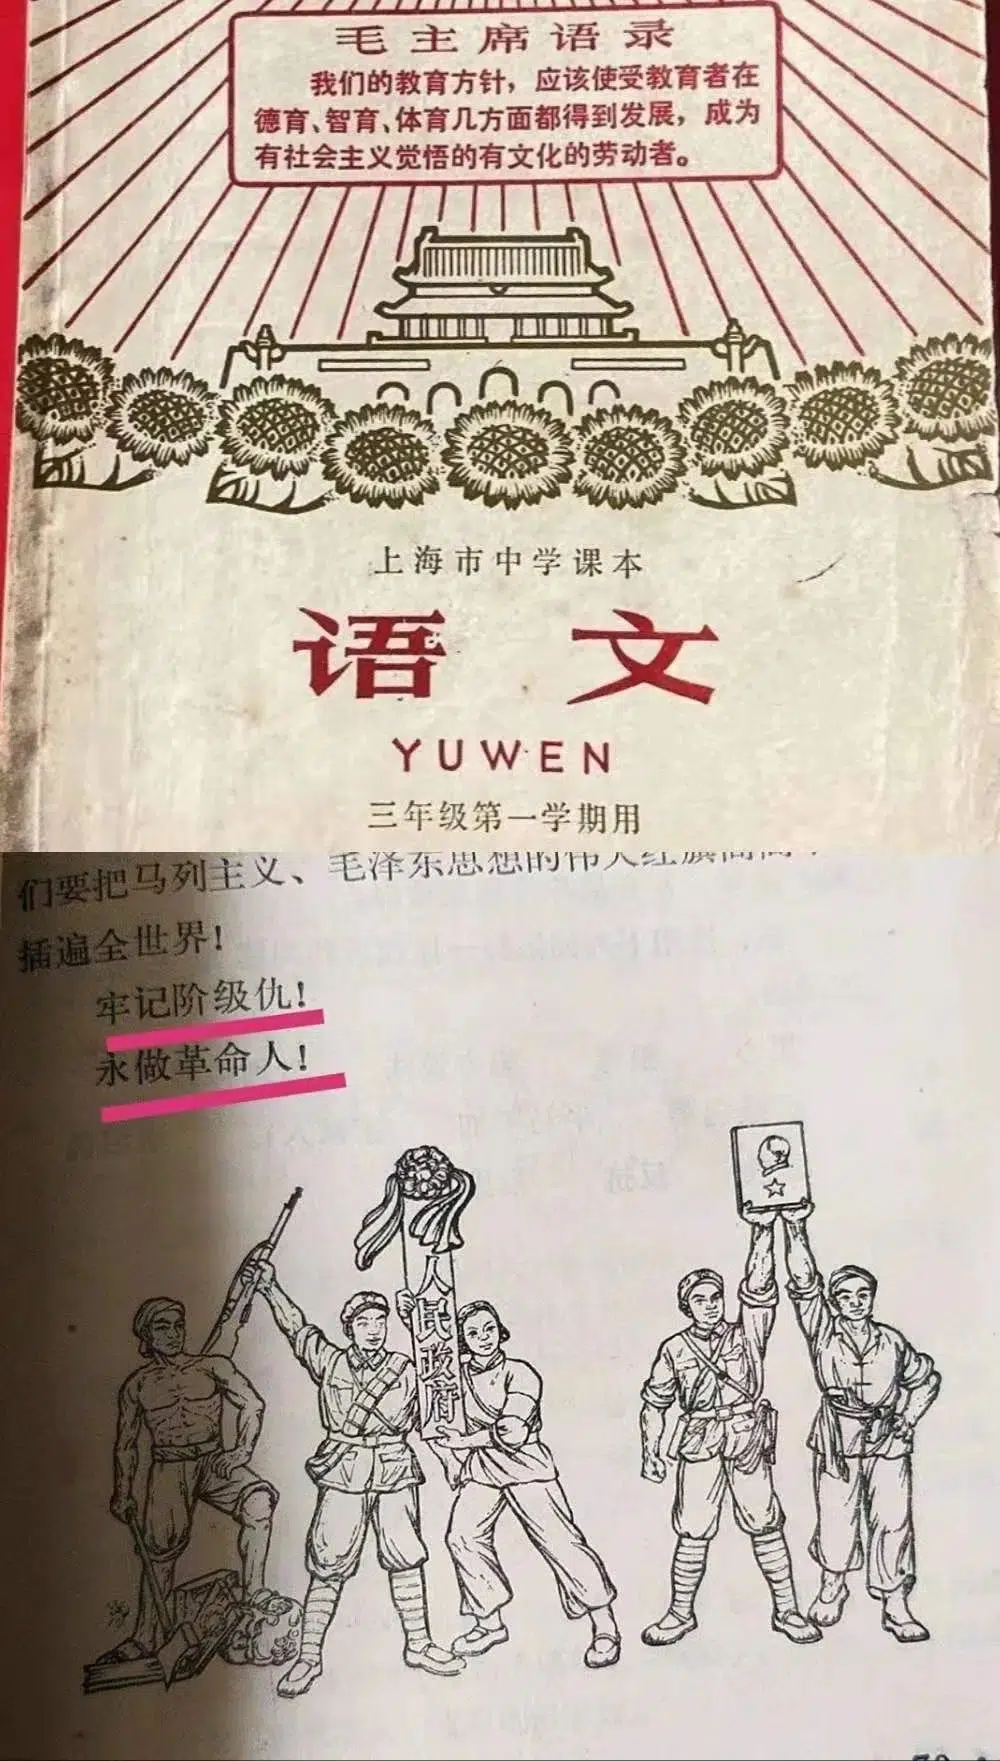 毛主席语录
我们的教育方针，应该使受教育者在
德育、智育、体育几方面都得到发展，成为
有社会主义觉悟的有文化的劳动者。
上海市中学课本
语文
YUWEN
三年级第一学期用
们要把马列主义、毛泽东思想的伟大红旗高高
插遍全世界！
牢记阶级仇！
永做革命人！
人民政府